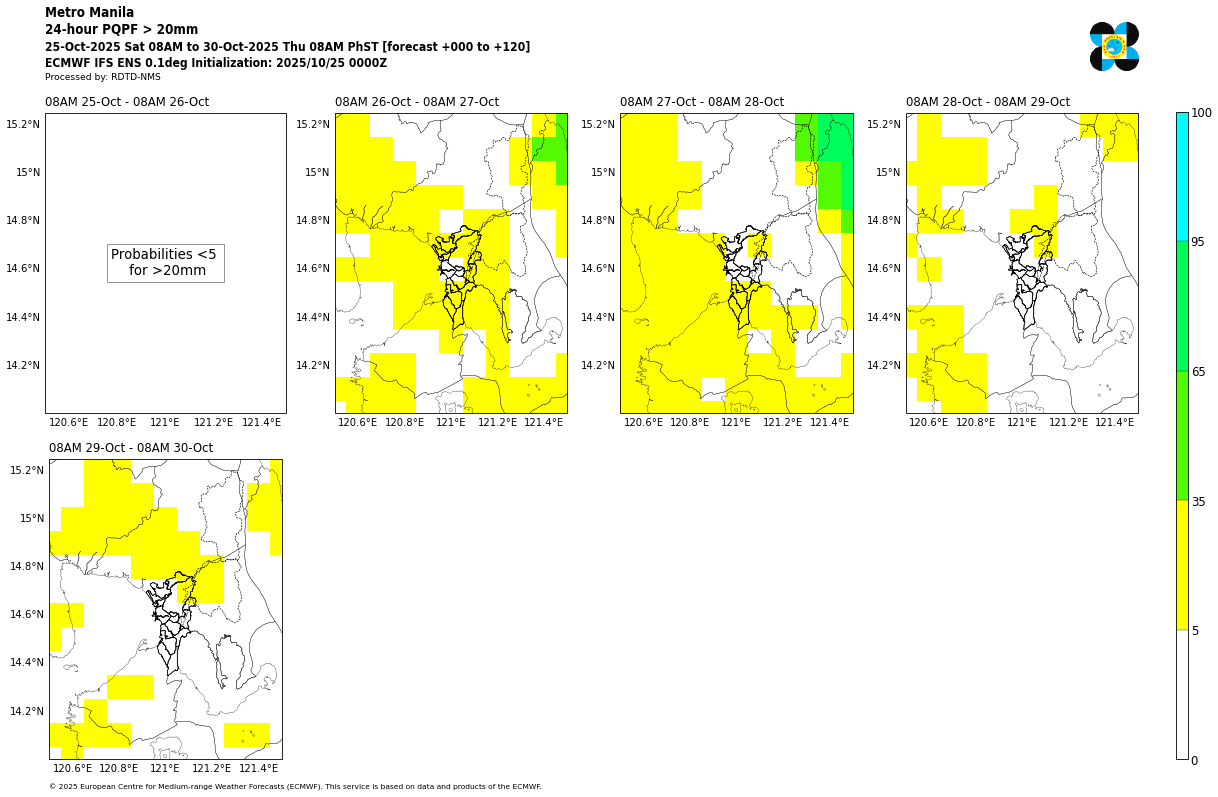 Metro Manila
24-hour PQPF > 20mm
25-Oct-2025 Sat 08AM to 30-Oct-2025 Thu 08AM PhST [forecast +000 to +120]
ECMWF IFS ENS 0.1deg Initialization: 2025/10/25 0000Z
Processed by: RDTD-NMS
08AM 25-Oct - 08AM 26-Oct
08AM 26-Oct - 08AM 27-Oct
08AM 27-Oct - 08AM 28-Oct
08AM 28-Oct - 08AM 29-Oct
15.2°N 15.2°N 15.2°N 15.2°N
15°N 15°N 15°N 15°N
14.8°N 14.8°N 14.8°N 14.8°N
14.6°N 14.6°N 14.6°N 14.6°N
14.4°N 14.4°N 14.4°N 14.4°N
14.2°N 14.2°N 14.2°N 14.2°N
Probabilities <5
for >20mm
120.6°E 120.8°E 121°E 121.2°E 121.4°E
120.6°E 120.8°E 121°E 121.2°E 121.4°E
120.6°E 120.8°E 121°E 121.2°E 121.4°E
120.6°E 120.8°E 121°E 121.2°E 121.4°E
08AM 29-Oct - 08AM 30-Oct
15.2°N
15°N
14.8°N
14.6°N
14.4°N
14.2°N
120.6°E 120.8°E 121°E 121.2°E 121.4°E
100
95
65
35
5
0
© 2025 European Centre for Medium-range Weather Forecasts (ECMWF). This service is based on data and products of the ECMWF.